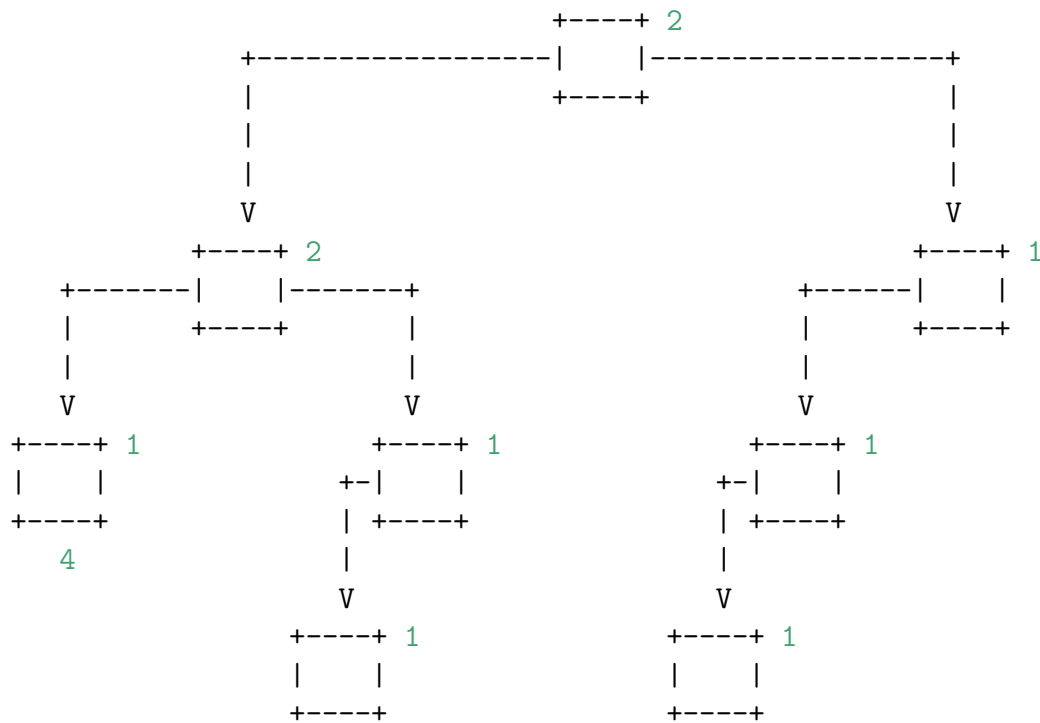 +-----+ 2
              +------------------|     |------------------+
              |                  +-----+                  |
              |                                           |
              |                                           |
              V                                           V
           +-----+ 2                                   +-----+ 1
   +-------|     |-------+                      +------|     |
   |       +-----+       |                      |      +-----+
   |                     |                      |
   V                     V                      V
+-----+ 1             +-----+ 1              +-----+ 1
|     |             +-|     |              +-|     |
+-----+             | +-----+              | +-----+
   4                |                      |
                    V                      V
                 +-----+ 1              +-----+ 1
                 |     |                |     |
                 +-----+                +-----+